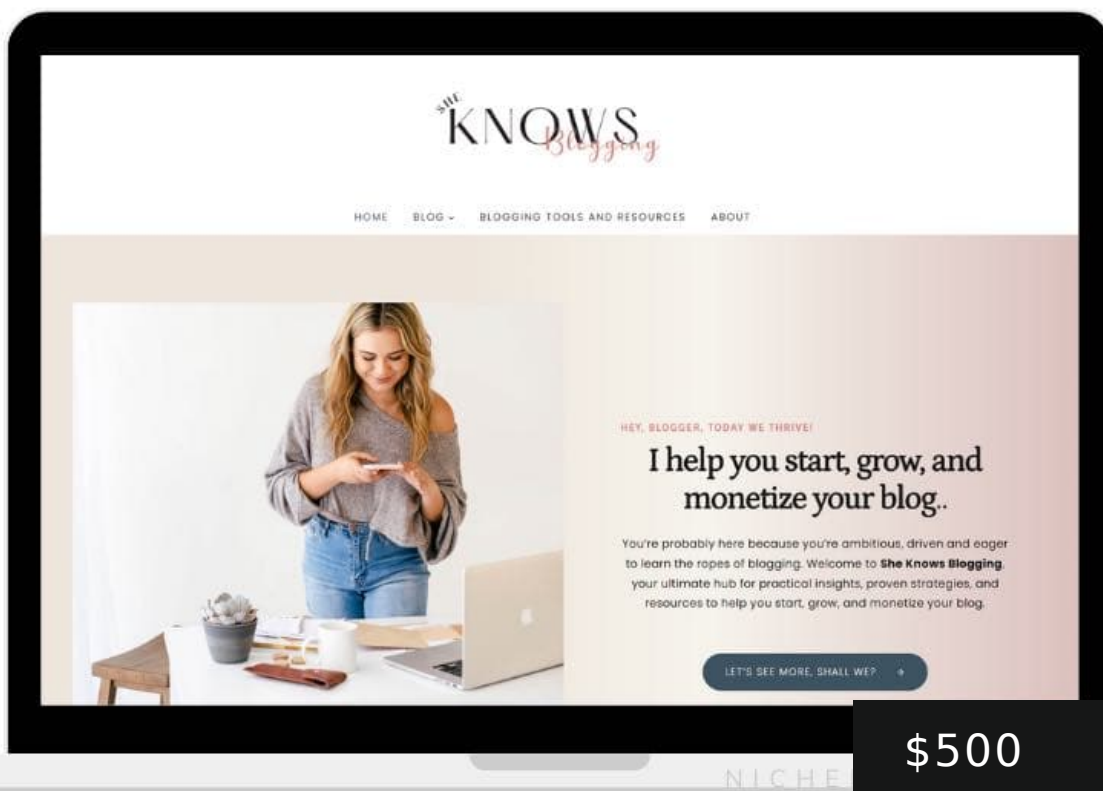 SHE
KNOWS
Blogging
HOME BLOG BLOGGING TOOLS AND RESOURCES ABOUT
HEY, BLOGGER, TODAY WE THRIVE!
I help you start, grow, and
monetize your blog..
You're probably here because you're ambitious, driven and eager
to learn the ropes of blogging. Welcome to She Knows Blogging,
your ultimate hub for practical insights, proven strategies, and
resources to help you start, grow, and monetize your blog.
LET'S SEE MORE, SHALL WE? →
$500